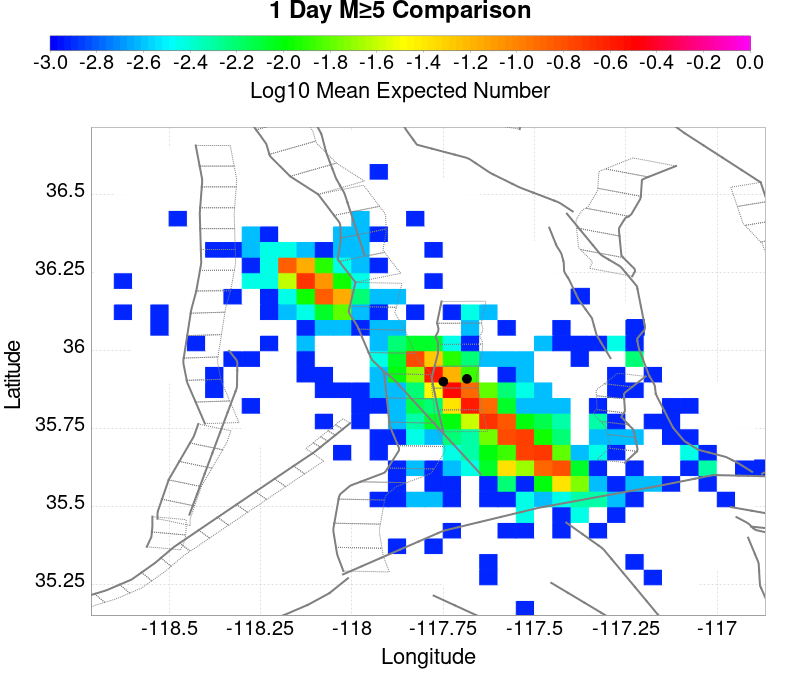 1 Day M≥5 Comparison
-3.0 -2.8 -2.6 -2.4 -2.2 -2.0 -1.8 -1.6 -1.4 -1.2 -1.0 -0.8 -0.6 -0.4 -0.2 0.0
Log10 Mean Expected Number
36.5
36.25
36
35.75
35.5
35.25
Latitude
-118.5 -118.25 -118 -117.75 -117.5 -117.25 -117
Longitude